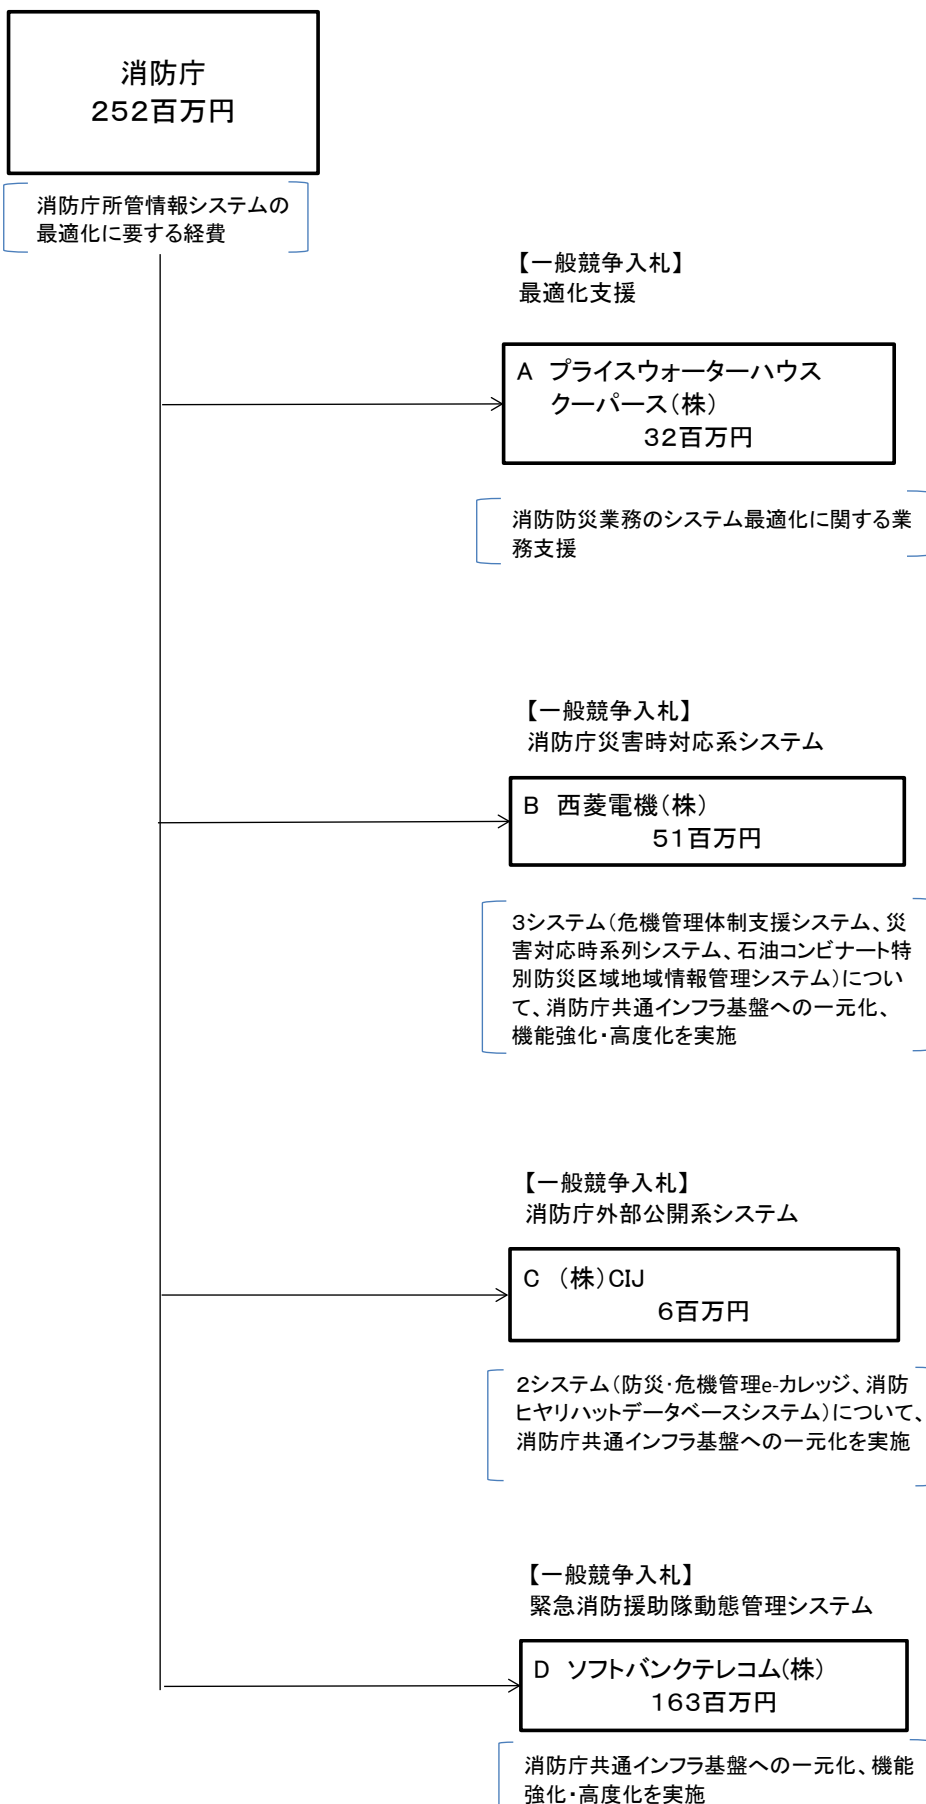 消防庁
252百万円
消防庁所管情報システムの
最適化に要する経費
【一般競争入札】
最適化支援
A　プライスウォーターハウス
クーパース(株)
32百万円
消防防災業務のシステム最適化に関する業
務支援
【一般競争入札】
消防庁災害時対応系システム
B　西菱電機(株)
51百万円
3システム(危機管理体制支援システム、災
害対応時系列システム、石油コンビナート特
別防災区域地域情報管理システム)につい
て、消防庁共通インフラ基盤への一元化、
機能強化・高度化を実施
【一般競争入札】
消防庁外部公開系システム
C　(株)CIJ
6百万円
2システム(防災・危機管理e-カレッジ、消防
ヒヤリハットデータベースシステム)について、
消防庁共通インフラ基盤への一元化を実施
【一般競争入札】
緊急消防援助隊動態管理システム
D　ソフトバンクテレコム(株)
163百万円
消防庁共通インフラ基盤への一元化、機能
強化・高度化を実施